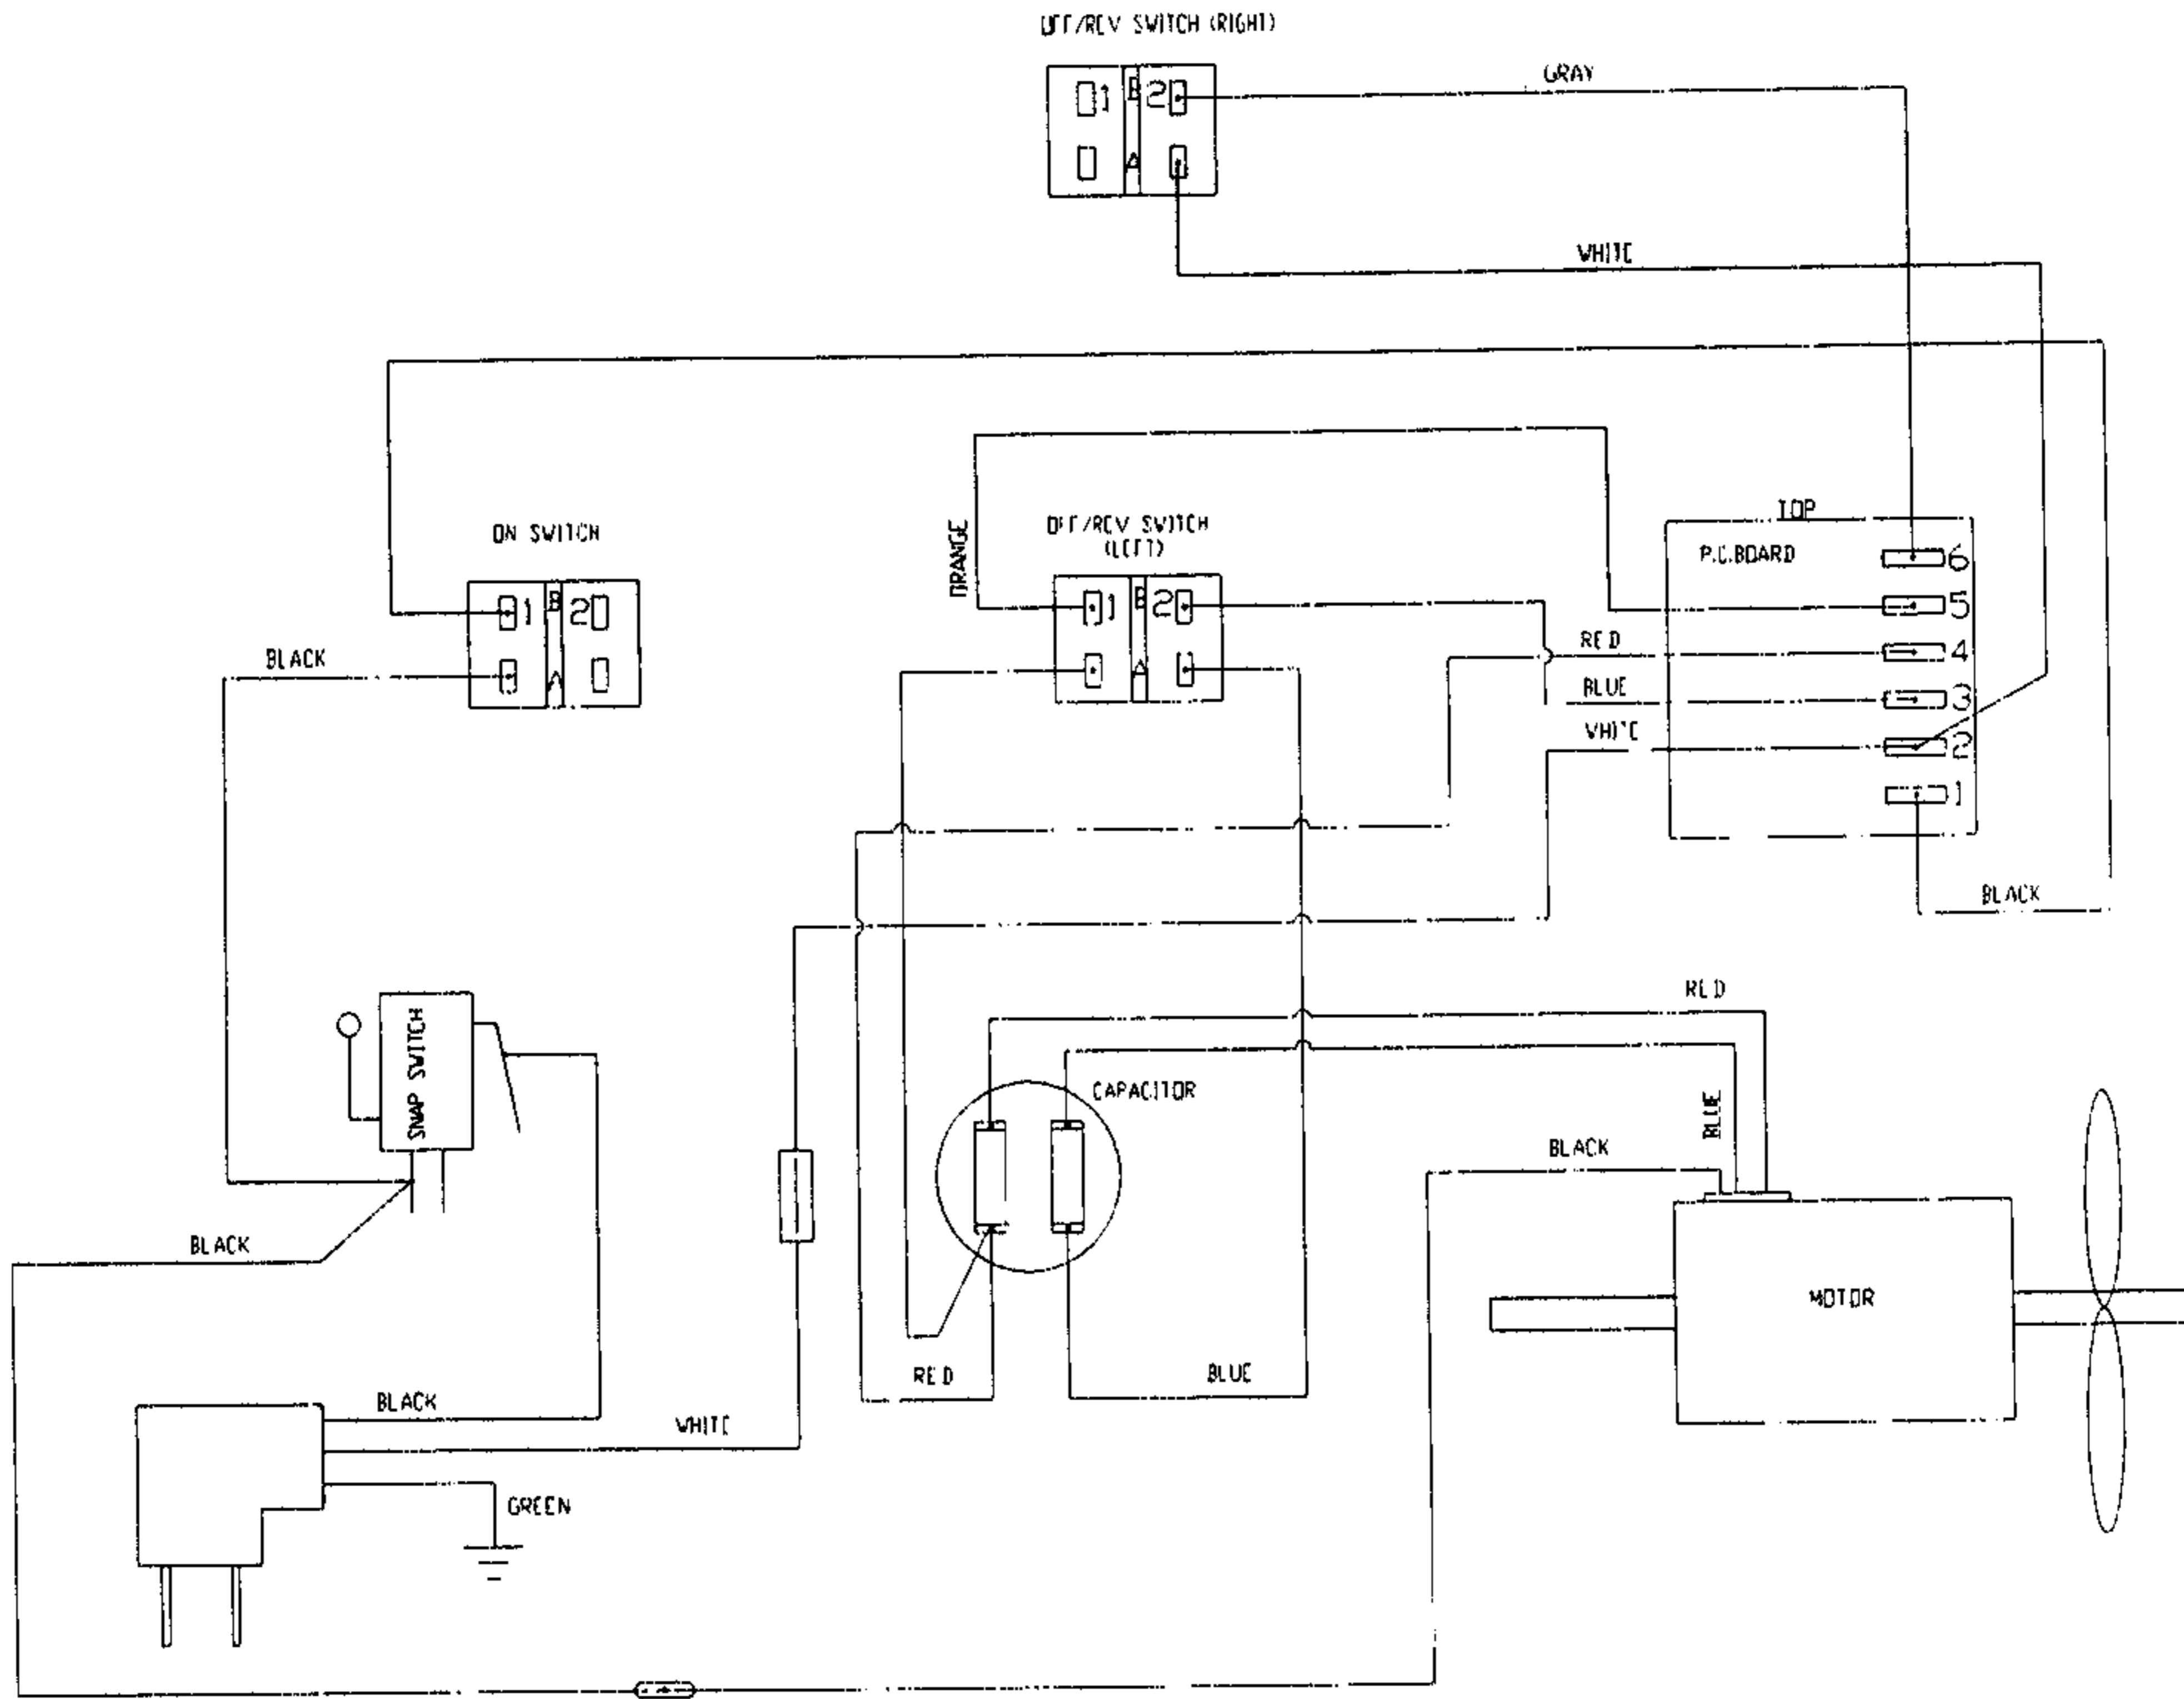 OFF/REV SWITCH (RIGHT)
1 B 2
A
GRAY
WHITE
ON SWITCH
1 B 2
A
BLACK
ORANGE
OFF/REV SWITCH
(LEFT)
1 B 2
A
TOP
P.C.BOARD
6
5
RED
4
BLUE
3
WHITE
2
1
BLACK
SNAP SWITCH
RED
CAPACITOR
BLUE
BLACK
BLACK
MOTOR
RED
BLUE
BLACK
WHITE
GREEN